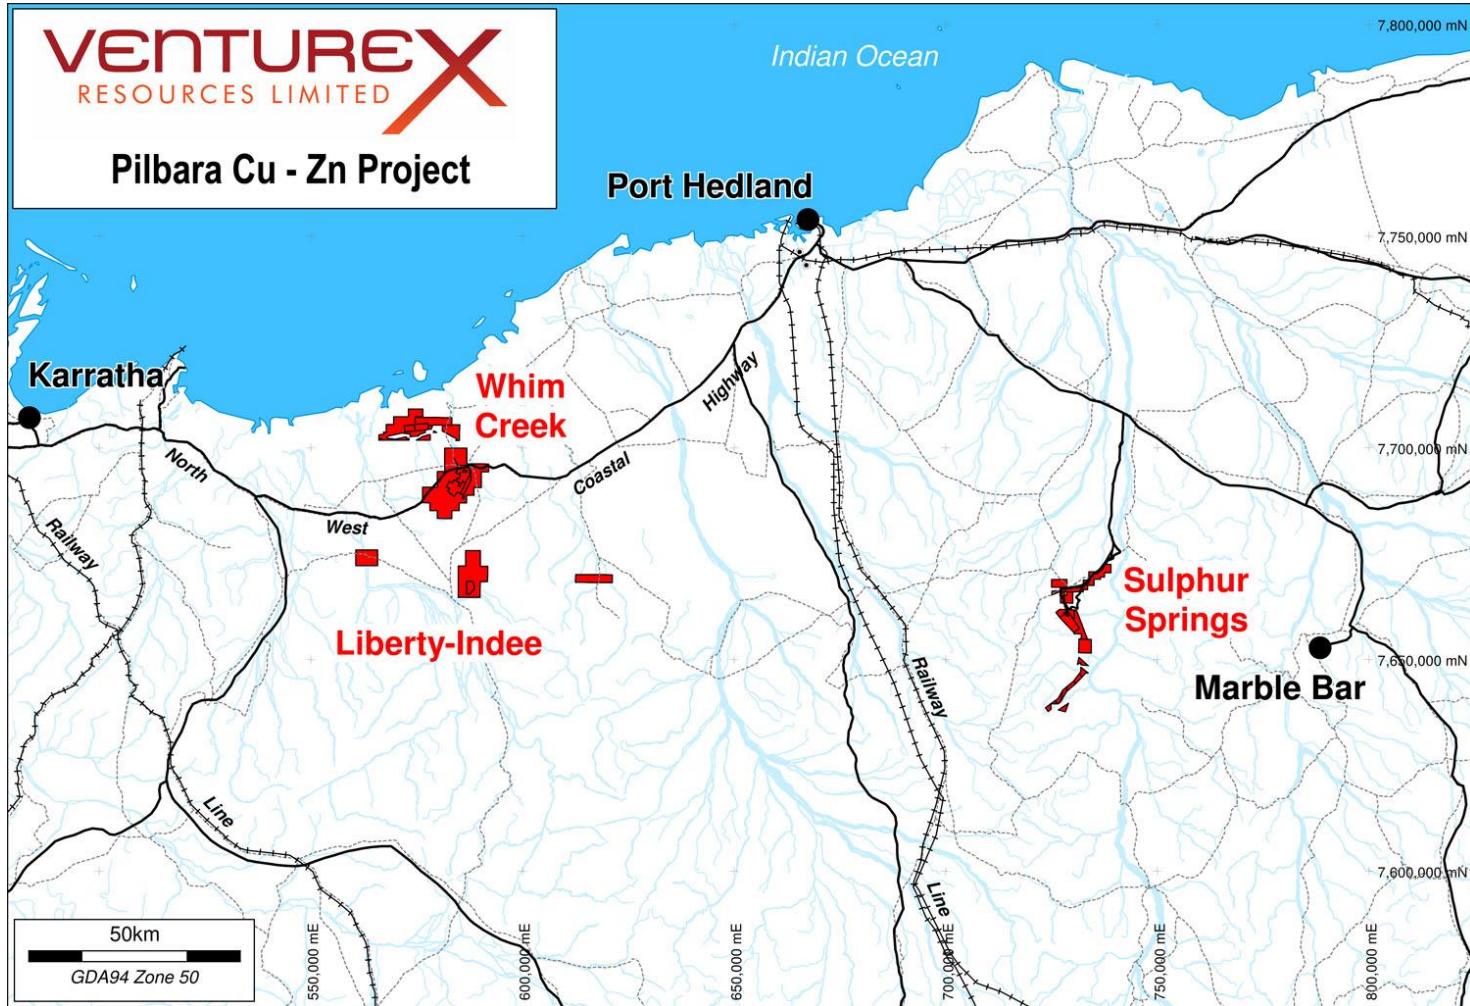 VENTUREX
RESOURCES LIMITED
Pilbara Cu - Zn Project
Indian Ocean
7,800,000 mN
Port Hedland
7,750,000 mN
Karratha
Whim
Creek
Highway
North
Coastal
7,700,000 mN
West
Railway
Sulphur
Springs
Liberty-Indee
7,650,000 mN
Marble Bar
Railway
Line
7,600,000 mN
Line
50km
GDA94 Zone 50
550,000 mE
600,000 mE
650,000 mE
700,000 mE
750,000 mE
800,000 mE